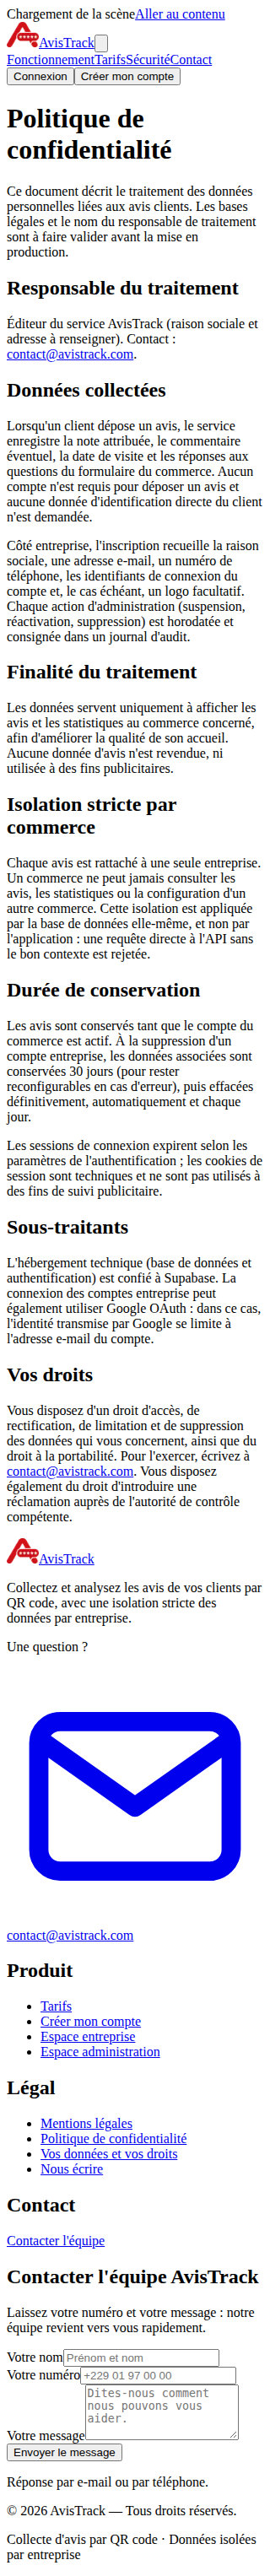 Chargement de la scèneAller au contenu
AvisTrack
FonctionnementTarifsSécuritéContact
Connexion Créer mon compte
Politique de
confidentialité
Ce document décrit le traitement des données
personnelles liées aux avis clients. Les bases
légales et le nom du responsable de traitement
sont à faire valider avant la mise en
production.
Responsable du traitement
Éditeur du service AvisTrack (raison sociale et
adresse à renseigner). Contact :
contact@avistrack.com.
Données collectées
Lorsqu'un client dépose un avis, le service
enregistre la note attribuée, le commentaire
éventuel, la date de visite et les réponses aux
questions du formulaire du commerce. Aucun
compte n'est requis pour déposer un avis et
aucune donnée d'identification directe du client
n'est demandée.
Côté entreprise, l'inscription recueille la raison
sociale, une adresse e-mail, un numéro de
téléphone, les identifiants de connexion du
compte et, le cas échéant, un logo facultatif.
Chaque action d'administration (suspension,
réactivation, suppression) est horodatée et
consignée dans un journal d'audit.
Finalité du traitement
Les données servent uniquement à afficher les
avis et les statistiques au commerce concerné,
afin d'améliorer la qualité de son accueil.
Aucune donnée d'avis n'est revendue, ni
utilisée à des fins publicitaires.
Isolation stricte par
commerce
Chaque avis est rattaché à une seule entreprise.
Un commerce ne peut jamais consulter les
avis, les statistiques ou la configuration d'un
autre commerce. Cette isolation est appliquée
par la base de données elle-même, et non par
l'application : une requête directe à l'API sans
le bon contexte est rejetée.
Durée de conservation
Les avis sont conservés tant que le compte du
commerce est actif. À la suppression d'un
compte entreprise, les données associées sont
conservées 30 jours (pour rester
reconfigurables en cas d'erreur), puis effacées
définitivement, automatiquement et chaque
jour.
Les sessions de connexion expirent selon les
paramètres de l'authentification ; les cookies de
session sont techniques et ne sont pas utilisés à
des fins de suivi publicitaire.
Sous-traitants
L'hébergement technique (base de données et
authentification) est confié à Supabase. La
connexion des comptes entreprise peut
également utiliser Google OAuth : dans ce cas,
l'identité transmise par Google se limite à
l'adresse e-mail du compte.
Vos droits
Vous disposez d'un droit d'accès, de
rectification, de limitation et de suppression
des données qui vous concernent, ainsi que du
droit à la portabilité. Pour l'exercer, écrivez à
contact@avistrack.com. Vous disposez
également du droit d'introduire une
réclamation auprès de l'autorité de contrôle
compétente.
AvisTrack
Collectez et analysez les avis de vos clients par
QR code, avec une isolation stricte des
données par entreprise.
Une question ?
contact@avistrack.com
Produit
Tarifs
Créer mon compte
Espace entreprise
Espace administration
Légal
Mentions légales
Politique de confidentialité
Vos données et vos droits
Nous écrire
Contact
Contacter l'équipe
Contacter l'équipe AvisTrack
Laissez votre numéro et votre message : notre
équipe revient vers vous rapidement.
Votre nom Prénom et nom
Votre numéro +229 01 97 00 00
Dites-nous comment
nous pouvons vous
aider.
Votre message
Envoyer le message
Réponse par e-mail ou par téléphone.
© 2026 AvisTrack — Tous droits réservés.
Collecte d'avis par QR code · Données isolées
par entreprise